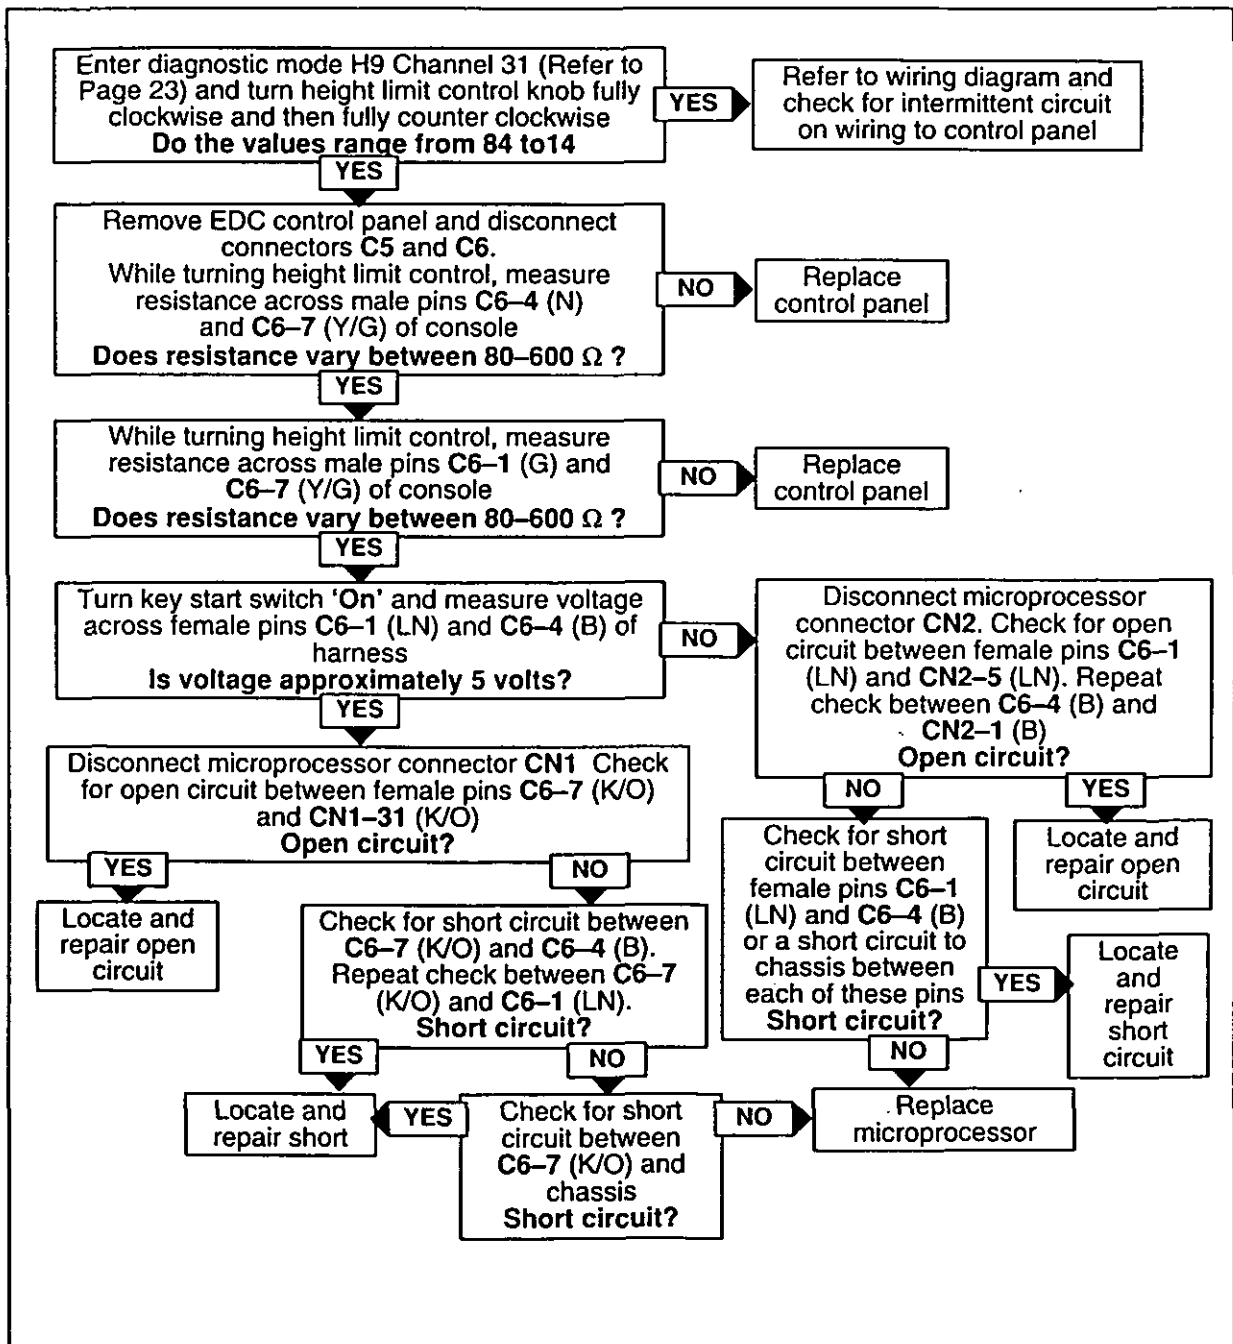 Enter diagnostic mode H9 Channel 31 (Refer to
Page 23) and turn height limit control knob fully
clockwise and then fully counter clockwise
Do the values range from 84 to14
YES
Refer to wiring diagram and
check for intermittent circuit
on wiring to control panel
YES
Remove EDC control panel and disconnect
connectors C5 and C6.
While turning height limit control, measure
resistance across male pins C6–4 (N)
and C6–7 (Y/G) of console
Does resistance vary between 80–600 Ω ?
NO
Replace
control panel
YES
While turning height limit control, measure
resistance across male pins C6–1 (G) and
C6–7 (Y/G) of console
Does resistance vary between 80–600 Ω ?
NO
Replace
control panel
YES
Turn key start switch 'On' and measure voltage
across female pins C6–1 (LN) and C6–4 (B) of
harness
Is voltage approximately 5 volts?
NO
Disconnect microprocessor
connector CN2. Check for open
circuit between female pins C6–1
(LN) and CN2–5 (LN). Repeat
check between C6–4 (B) and
CN2–1 (B)
Open circuit?
YES
Disconnect microprocessor connector CN1 Check
for open circuit between female pins C6–7 (K/O)
and CN1–31 (K/O)
Open circuit?
NO
YES
Check for short
circuit between
female pins C6–1
(LN) and C6–4 (B)
or a short circuit to
chassis between
each of these pins
Short circuit?
Locate and
repair open
circuit
YES
NO
Locate and
repair open
circuit
Check for short circuit between
C6–7 (K/O) and C6–4 (B).
Repeat check between C6–7
(K/O) and C6–1 (LN).
Short circuit?
YES
Locate
and
repair
short
circuit
YES
NO
NO
Locate and
repair short
YES
Check for short
circuit between
C6–7 (K/O) and
chassis
Short circuit?
NO
Replace
microprocessor